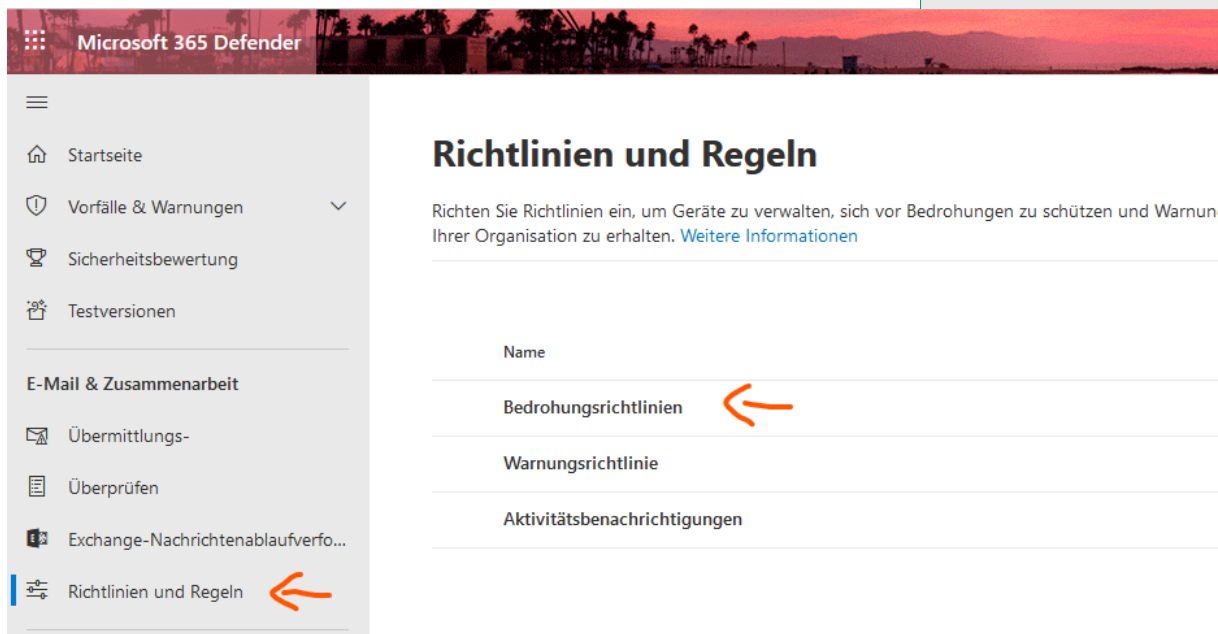 Microsoft 365 Defender
Startseite
Vorfälle & Warnungen
Sicherheitsbewertung
Testversionen
E-Mail & Zusammenarbeit
Übermittlungs-
Überprüfen
Exchange-Nachrichtenablaufverfo...
Richtlinien und Regeln
Richtlinien und Regeln
Richten Sie Richtlinien ein, um Geräte zu verwalten, sich vor Bedrohungen zu schützen und Warnun
Ihrer Organisation zu erhalten. Weitere Informationen
Name
Bedrohungsrichtlinien
Warnungsrichtlinie
Aktivitätsbenachrichtigungen